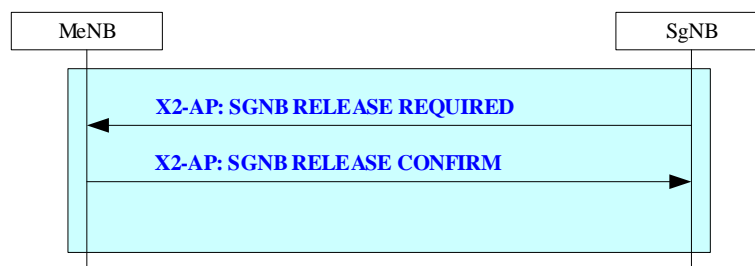 MeNB
SgNB
X2-AP: SGNB RELEASE REQUIRED
X2-AP: SGNB RELEASE CONFIRM